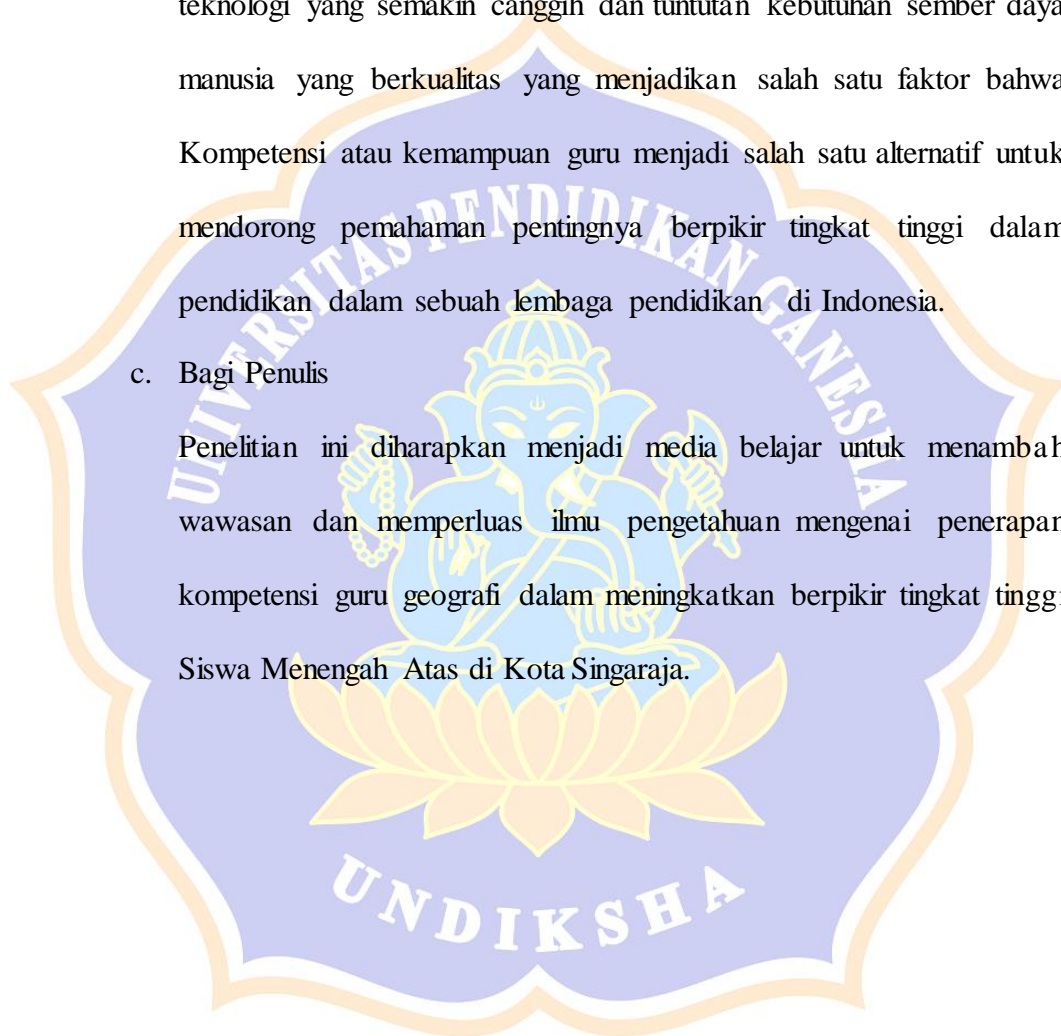 teknologi yang semakin canggih dan tuntutan kebutuhan sember daya
manusia yang berkualitas yang menjadikan salah satu faktor bahwa
Kompetensi atau kemampuan guru menjadi salah satu alternatif untuk
mendorong pemahaman pentingnya berpikir tingkat tinggi dalam
pendidikan dalam sebuah lembaga pendidikan di Indonesia.
c. Bagi Penulis
Penelitian ini diharapkan menjadi media belajar untuk menambah
wawasan dan memperluas ilmu pengetahuan mengenai penerapan
kompetensi guru geografi dalam meningkatkan berpikir tingkat tinggi
Siswa Menengah Atas di Kota Singaraja.
UNIVERSITAS PENDIDIKAN GANESHA
UNDIKSHA